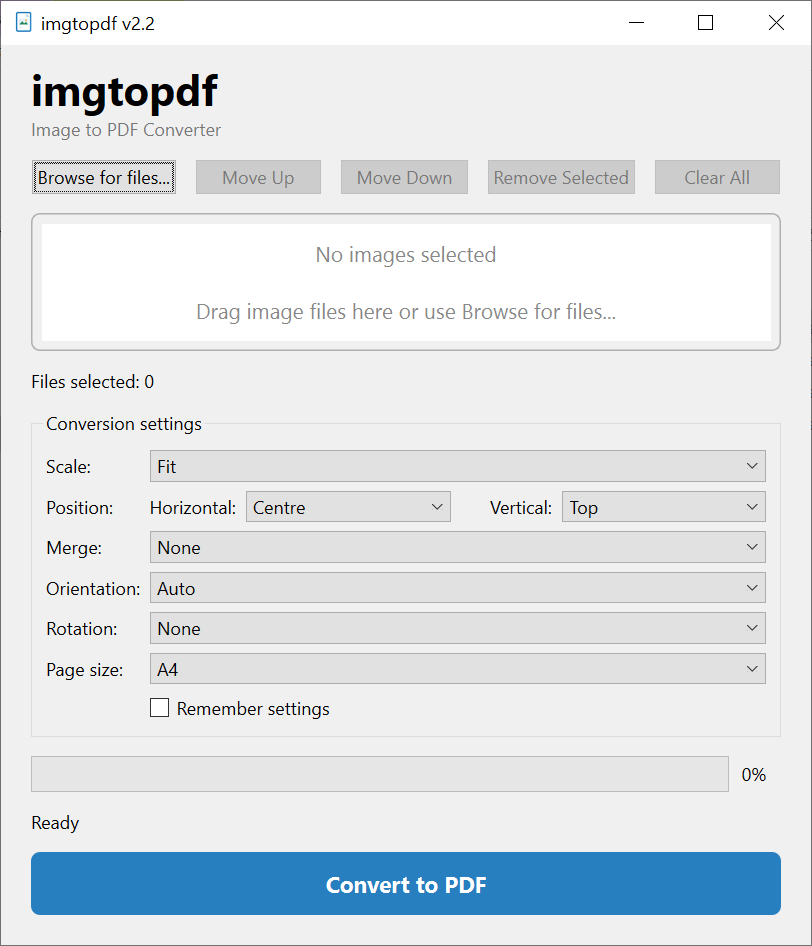 imgtopdf v2.2
imgtopdf
Image to PDF Converter
Browse for files... Move Up Move Down Remove Selected Clear All
No images selected
Drag image files here or use Browse for files...
Files selected: 0
Conversion settings
Scale: Fit
Position: Horizontal: Centre Vertical: Top
Merge: None
Orientation: Auto
Rotation: None
Page size: A4
Remember settings
0%
Ready
Convert to PDF